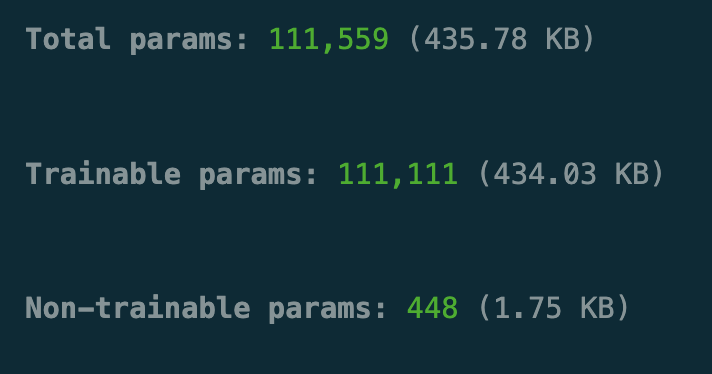 Total params: 111,559 (435.78 KB)
Trainable params: 111,111 (434.03 KB)
Non-trainable params: 448 (1.75 KB)